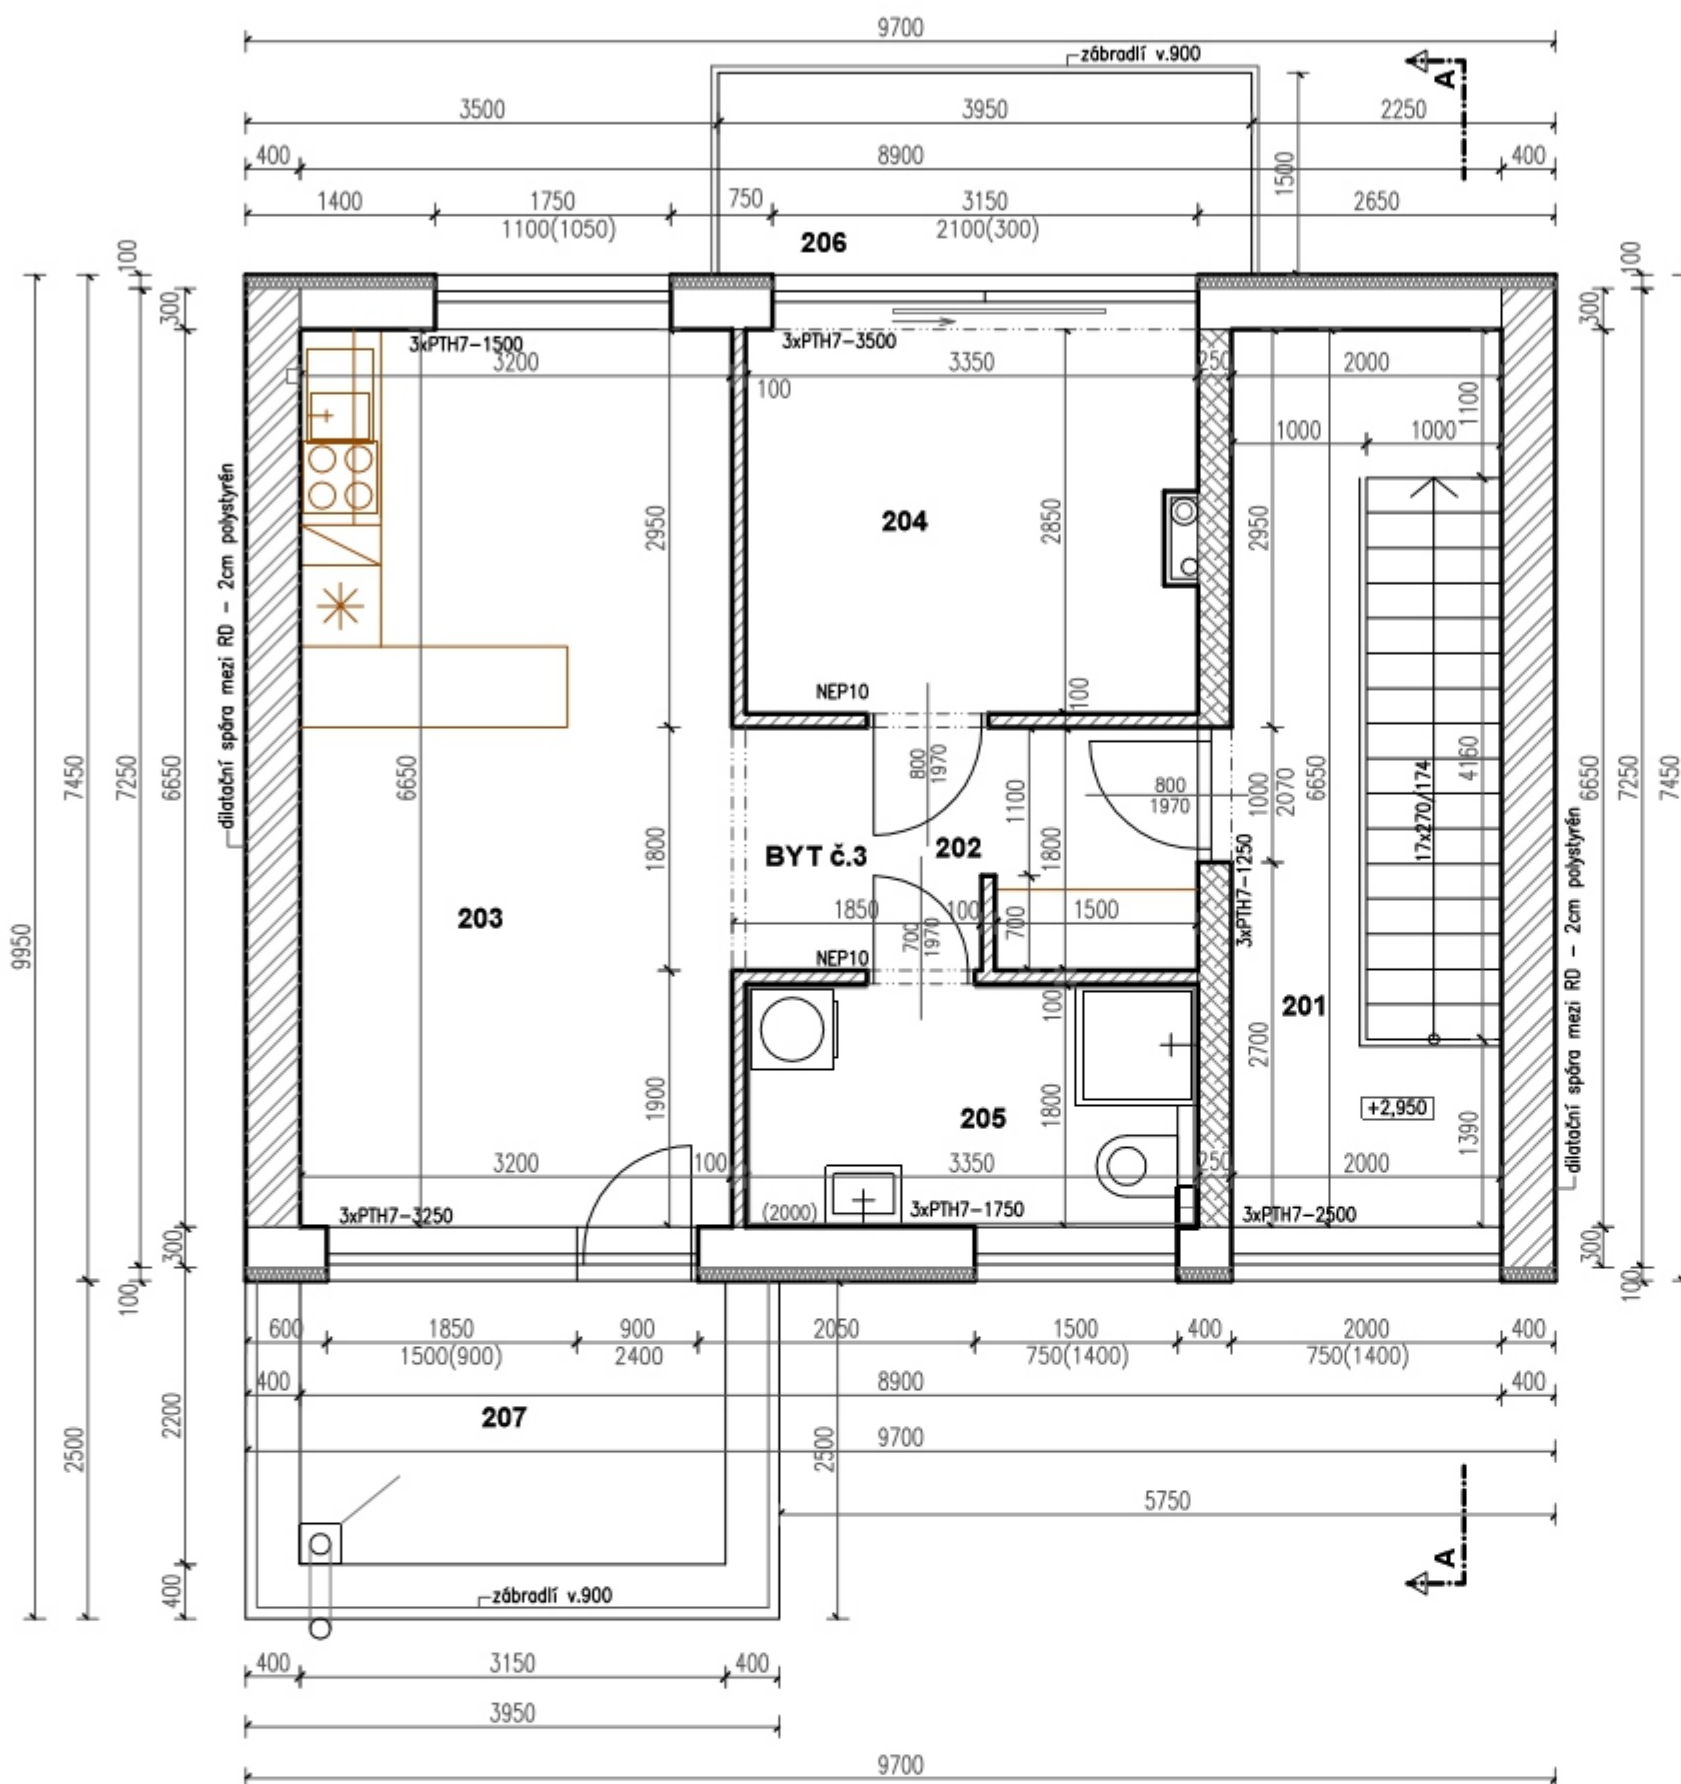 9700
zábradlí v.900
A
3500 3950 2250
400 8900 400
1500
1400 1750 750 3150 2650
1100(1050) 2100(300)
206
100 100
300 300
3xPTH7-1500 3xPTH7-3500
3200 3350 250 2000
100 1100
1000 1000
dilatační spára mezi RD - 2cm polystyrén
2950 2850 2950
204
NEP10
100
7450 7250 6650 6650
800
1970
1100
800
1970
1000 2070 6650
4160
17x270/174
6650 7250 7450
1800
BYT č.3
202
1800
3xPTH7-1250
203
1850 100 1500
700
1970
700
NEP10
9950
201
100
2700
dilatační spára mezi RD - 2cm polystyrén
1900
205
1800
+2,950
1390
3200 100 3350 250 2000
3xPTH7-3250 (2000) 3xPTH7-1750 3xPTH7-2500
300 300
100 100
600 1850 900 2050 1500 400 2000 400
1500(900) 2400 750(1400) 750(1400)
400 8900 400
207
2200
9700
2500 2500
5750
A
400
zábradlí v.900
400 3150 400
3950
9700